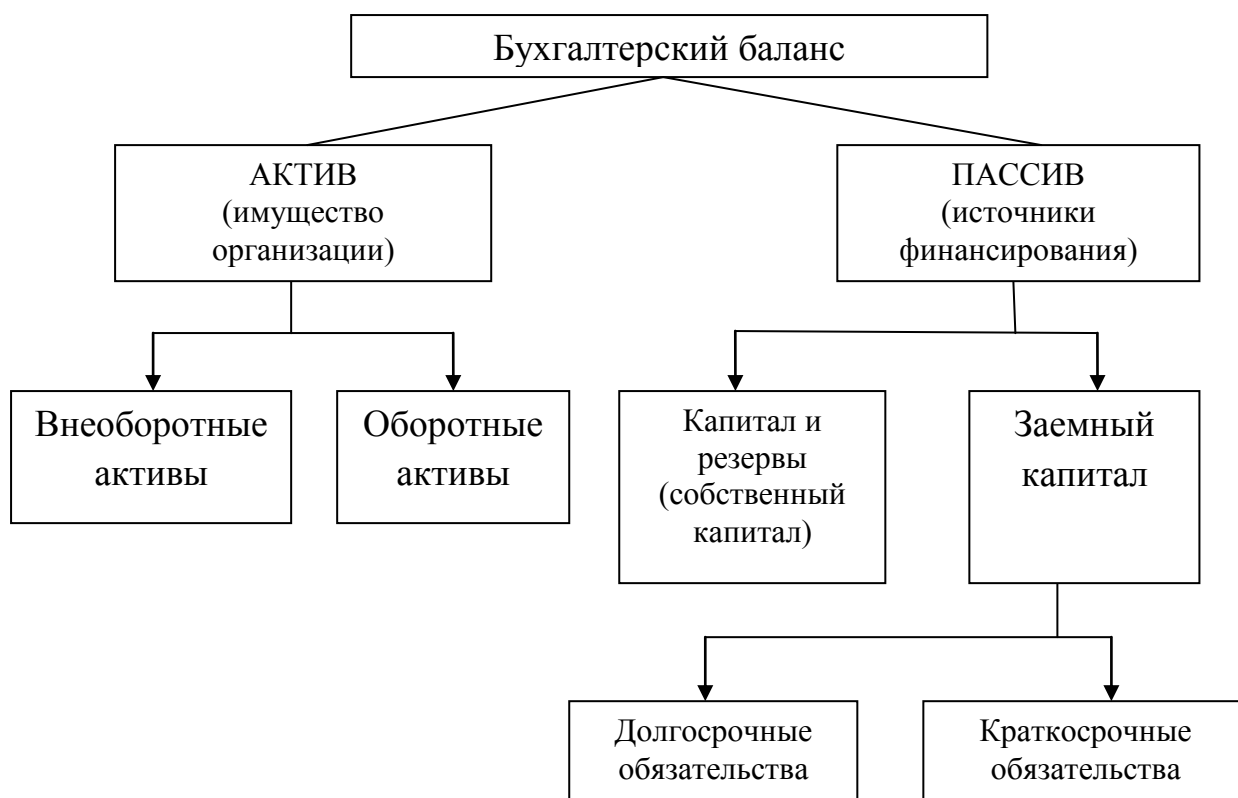 Бухгалтерский баланс
АКТИВ
(имущество
организации)
ПАССИВ
(источники
финансирования)
Внеоборотные
активы
Оборотные
активы
Капитал и
резервы
(собственный
капитал)
Заемный
капитал
Долгосрочные
обязательства
Краткосрочные
обязательства